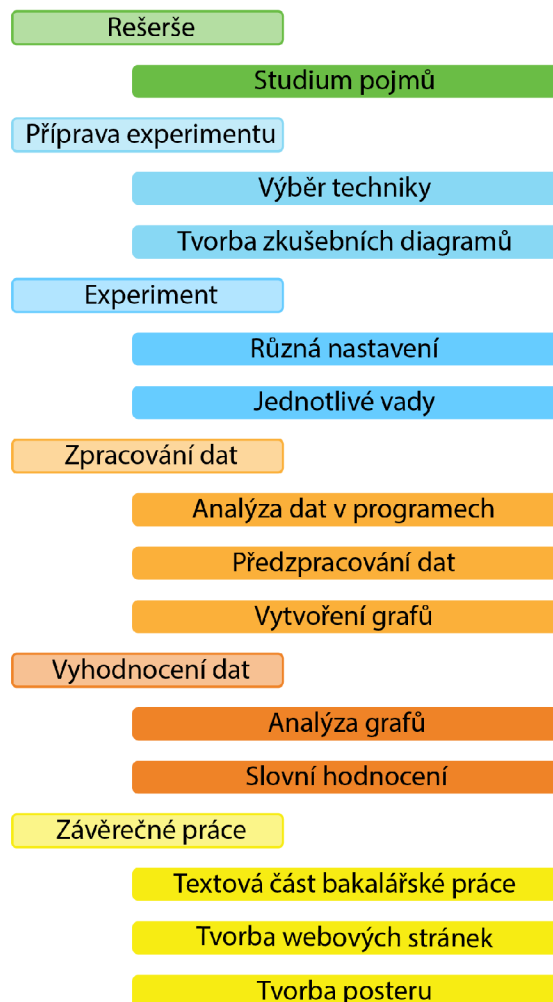 Rešerše
Studium pojmů
Příprava experimentu
Výběr techniky
Tvorba zkušebních diagramů
Experiment
Různá nastavení
Jednotlivé vady
Zpracování dat
Analýza dat v programech
Předzpracování dat
Vytvoření grafů
Vyhodnocení dat
Analýza grafů
Slovní hodnocení
Závěrečné práce
Textová část bakalářské práce
Tvorba webových stránek
Tvorba posteru